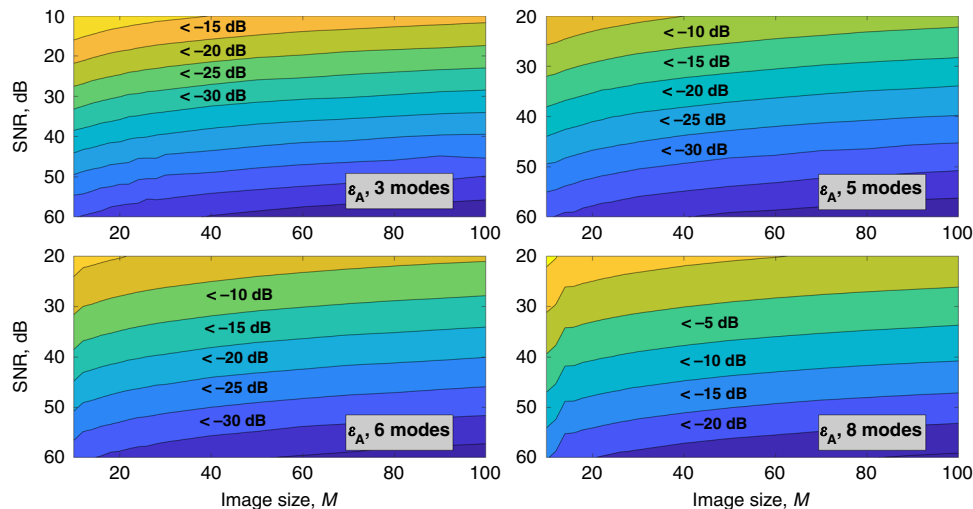 10
20
30
40
50
60
SNR, dB
< –15 dB
< –20 dB
< –25 dB
< –30 dB
εA, 3 modes
20
40
60
80
100
20
30
40
50
60
< –10 dB
< –15 dB
< –20 dB
< –25 dB
< –30 dB
εA, 5 modes
20
40
60
80
100
20
30
40
50
60
SNR, dB
< –10 dB
< –15 dB
< –20 dB
< –25 dB
< –30 dB
εA, 6 modes
20
40
60
80
100
Image size, M
20
30
40
50
60
< –5 dB
< –10 dB
< –15 dB
< –20 dB
εA, 8 modes
20
40
60
80
100
Image size, M